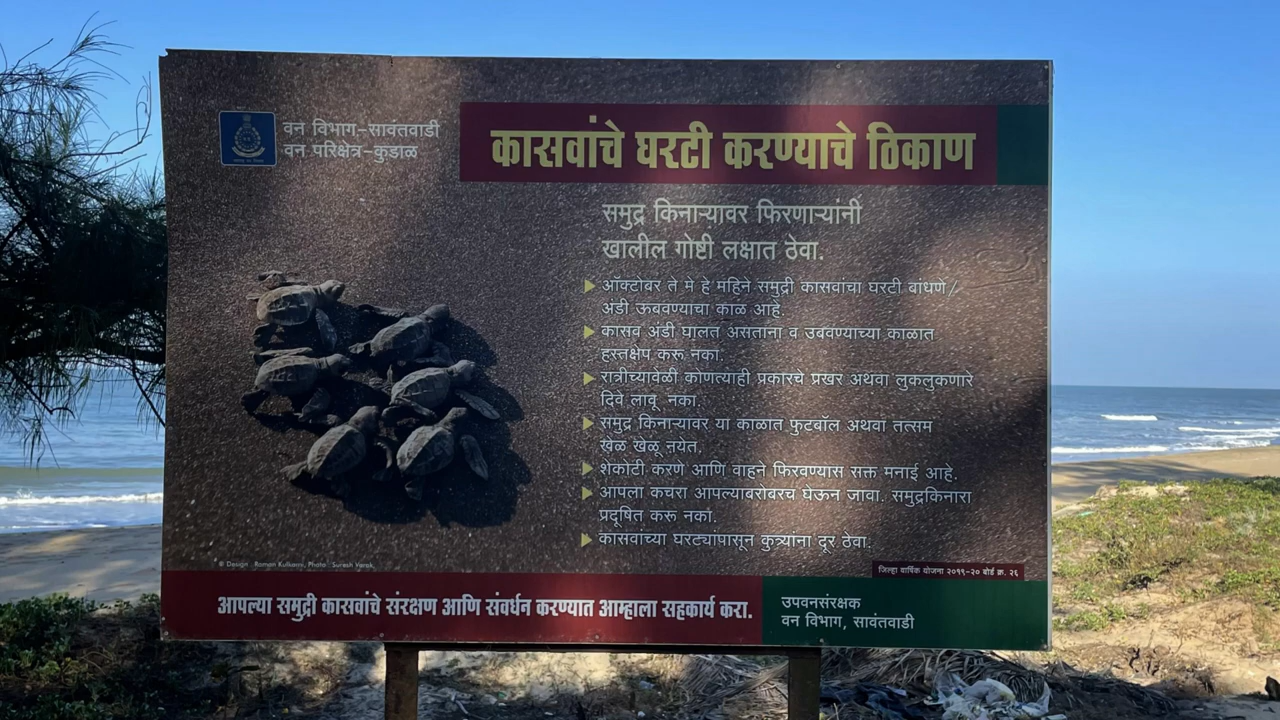 वन विभाग-सावंतवाडी
वन परिक्षेत्र-कुडाळ
कासवांचे घरटी करण्याचे ठिकाण
समुद्र किनाऱ्यावर फिरणाऱ्यांनी
खालील गोष्टी लक्षात ठेवा.
ऑक्टोबर ते मे हे महिने समुद्री कासवांचा घरटी बांधणे/
अंडी ऊबवण्याचा काळ आहे.
कासव अंडी घालत असताना व उबवण्याच्या काळात
हस्तक्षेप करू नका.
रात्रीच्यावेळी कोणत्याही प्रकारचे प्रखर अथवा लुकलुकणारे
दिवे लावू नका.
समुद्र किनाऱ्यावर या काळात फुटबॉल अथवा तत्सम
खेळ खेळू नयेत.
शेकोटी करणे आणि वाहने फिरवण्यास सक्त मनाई आहे.
आपला कचरा आपल्याबरोबरच घेऊन जावा. समुद्रकिनारा
प्रदूषित करू नका.
कासवांच्या घरट्यांपासून कुत्र्यांना दूर ठेवा.
© Design : Raman Kulkarni, Photo : Suresh Varak,
जिल्हा वार्षिक योजना २०१९-२० बोर्ड क्र. २६
आपल्या समुद्री कासवांचे संरक्षण आणि संवर्धन करण्यात आम्हाला सहकार्य करा.
उपवनसंरक्षक
वन विभाग, सावंतवाडी